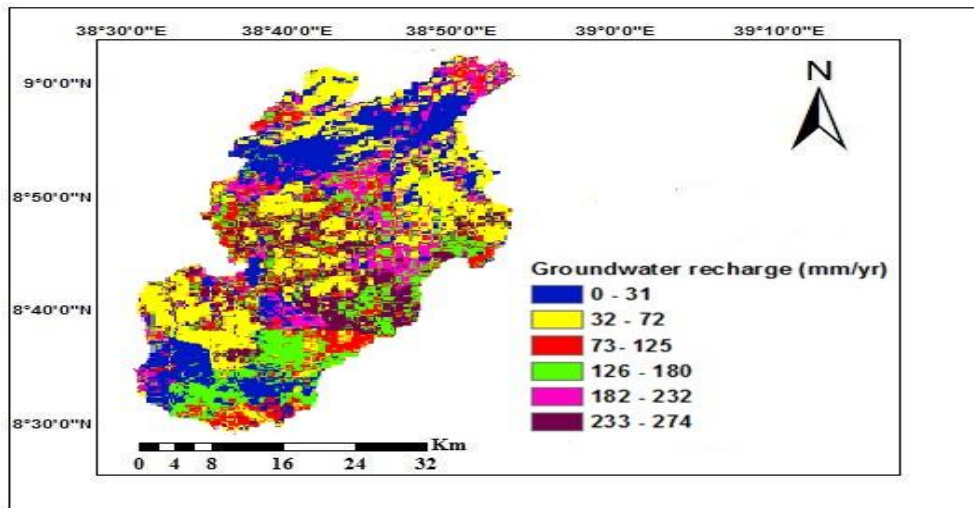 38°30'0"E 38°40'0"E 38°50'0"E 39°0'0"E 39°10'0"E
9°0'0"N
N
8°50'0"N
8°40'0"N
8°30'0"N
Groundwater recharge (mm/yr)
0 - 31
32 - 72
73- 125
126 - 180
182 - 232
233 - 274
Km
0 4 8 16 24 32